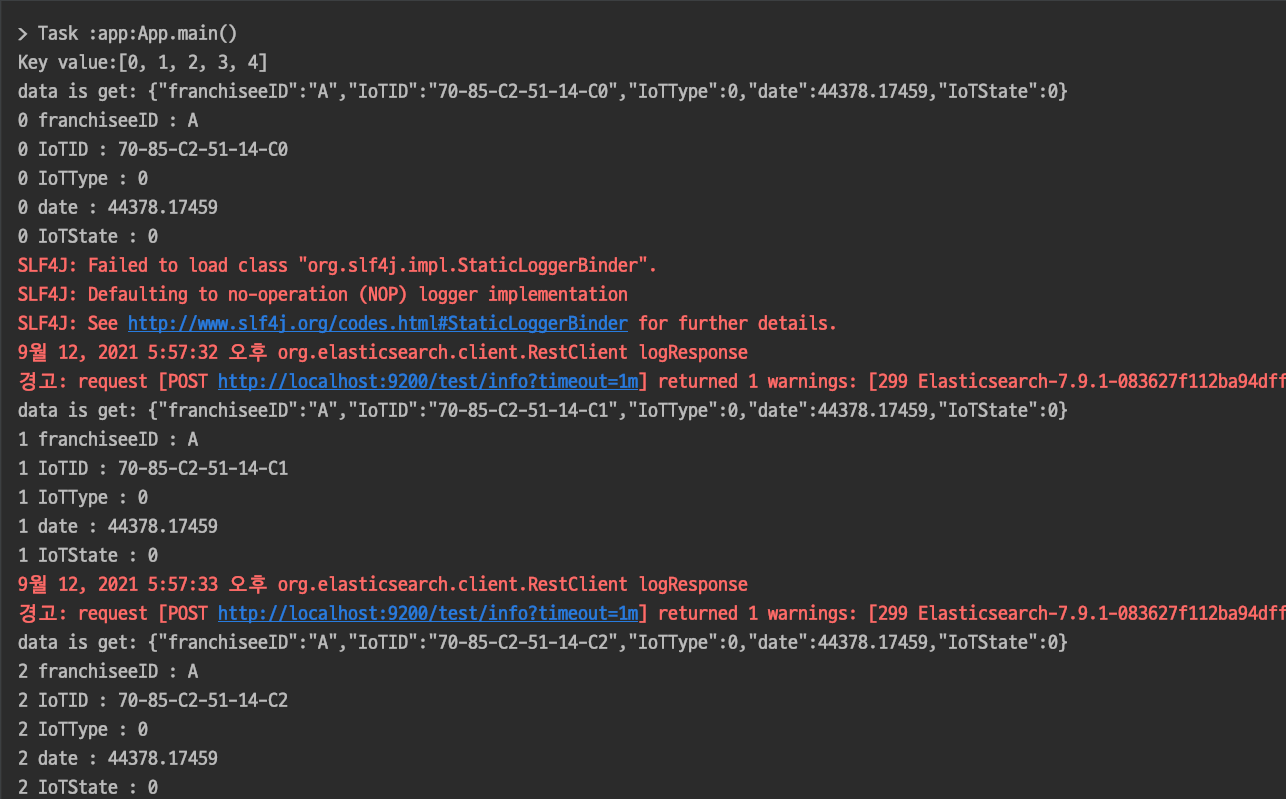 > Task :app:App.main()
Key value:[0, 1, 2, 3, 4]
data is get: {"franchiseeID":"A","IoTID":"70-85-C2-51-14-C0","IoTType":0,"date":44378.17459,"IoTState":0}
0 franchiseeID : A
0 IoTID : 70-85-C2-51-14-C0
0 IoTType : 0
0 date : 44378.17459
0 IoTState : 0
SLF4J: Failed to load class "org.slf4j.impl.StaticLoggerBinder".
SLF4J: Defaulting to no-operation (NOP) logger implementation
SLF4J: See http://www.slf4j.org/codes.html#StaticLoggerBinder for further details.
9월 12, 2021 5:57:32 오후 org.elasticsearch.client.RestClient logResponse
경고: request [POST http://localhost:9200/test/info?timeout=1m] returned 1 warnings: [299 Elasticsearch-7.9.1-083627f112ba94dff
data is get: {"franchiseeID":"A","IoTID":"70-85-C2-51-14-C1","IoTType":0,"date":44378.17459,"IoTState":0}
1 franchiseeID : A
1 IoTID : 70-85-C2-51-14-C1
1 IoTType : 0
1 date : 44378.17459
1 IoTState : 0
9월 12, 2021 5:57:33 오후 org.elasticsearch.client.RestClient logResponse
경고: request [POST http://localhost:9200/test/info?timeout=1m] returned 1 warnings: [299 Elasticsearch-7.9.1-083627f112ba94dff
data is get: {"franchiseeID":"A","IoTID":"70-85-C2-51-14-C2","IoTType":0,"date":44378.17459,"IoTState":0}
2 franchiseeID : A
2 IoTID : 70-85-C2-51-14-C2
2 IoTType : 0
2 date : 44378.17459
2 IoTState : 0